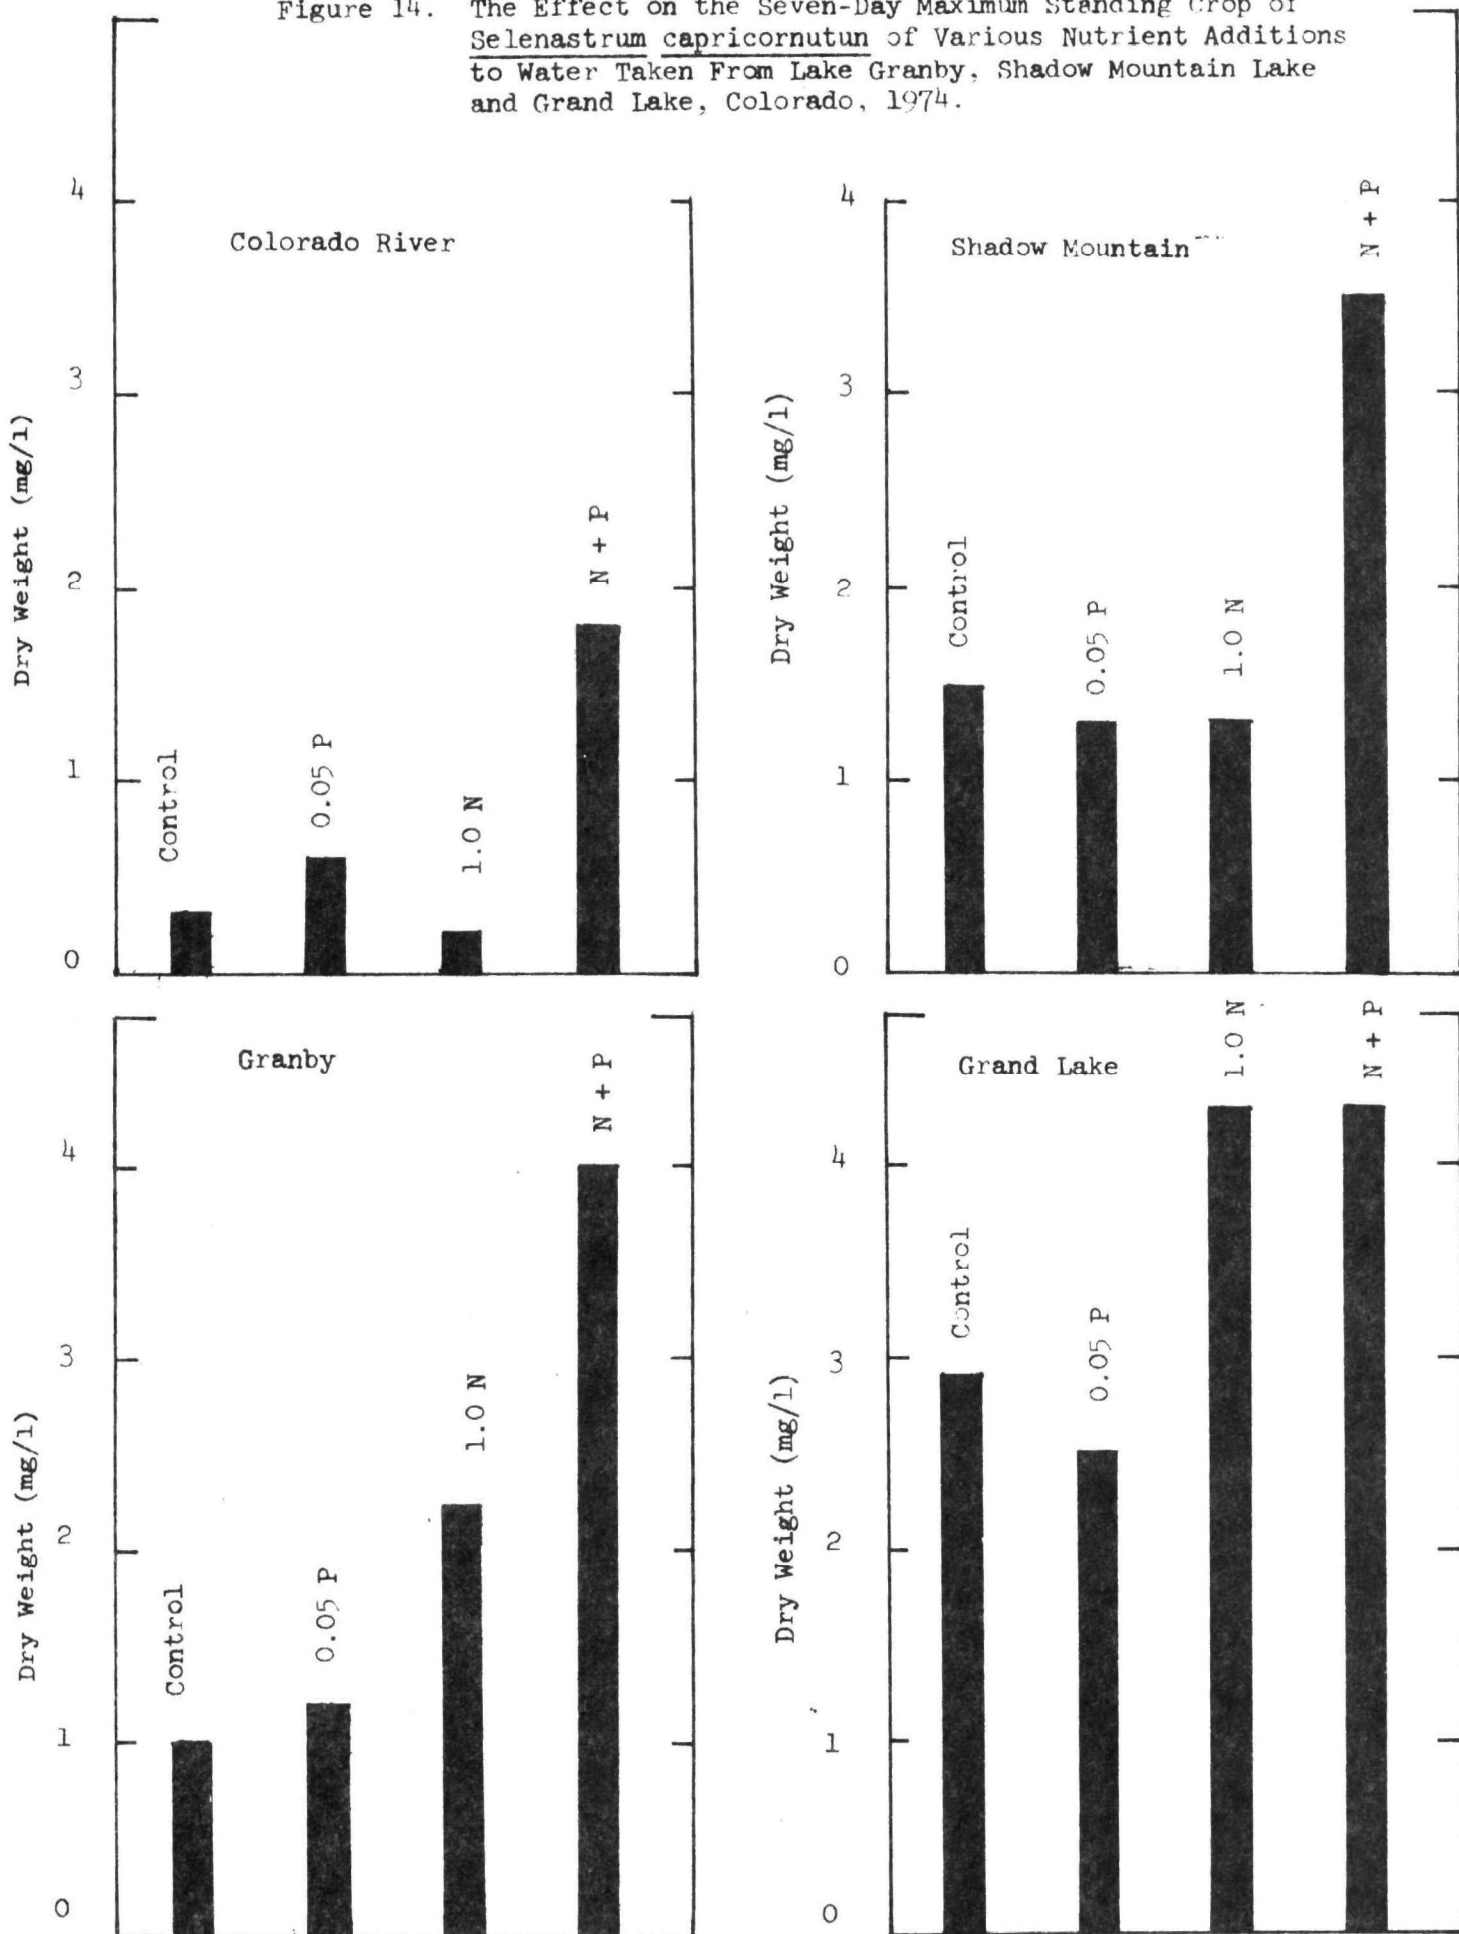 Figure 14. The Effect on the Seven-Day Maximum Standing Crop of
Selenastrum capricornutun of Various Nutrient Additions
to Water Taken From Lake Granby, Shadow Mountain Lake
and Grand Lake, Colorado, 1974.
Colorado River
Dry Weight (mg/l)
4
3
2
1
0
Control
0.05 P
1.0 N
N + P
Shadow Mountain
Dry Weight (mg/l)
4
3
2
1
0
Control
0.05 P
1.0 N
N + P
Granby
Dry Weight (mg/l)
4
3
2
1
0
Control
0.05 P
1.0 N
N + P
Grand Lake
Dry Weight (mg/l)
4
3
2
1
0
Control
0.05 P
1.0 N
N + P